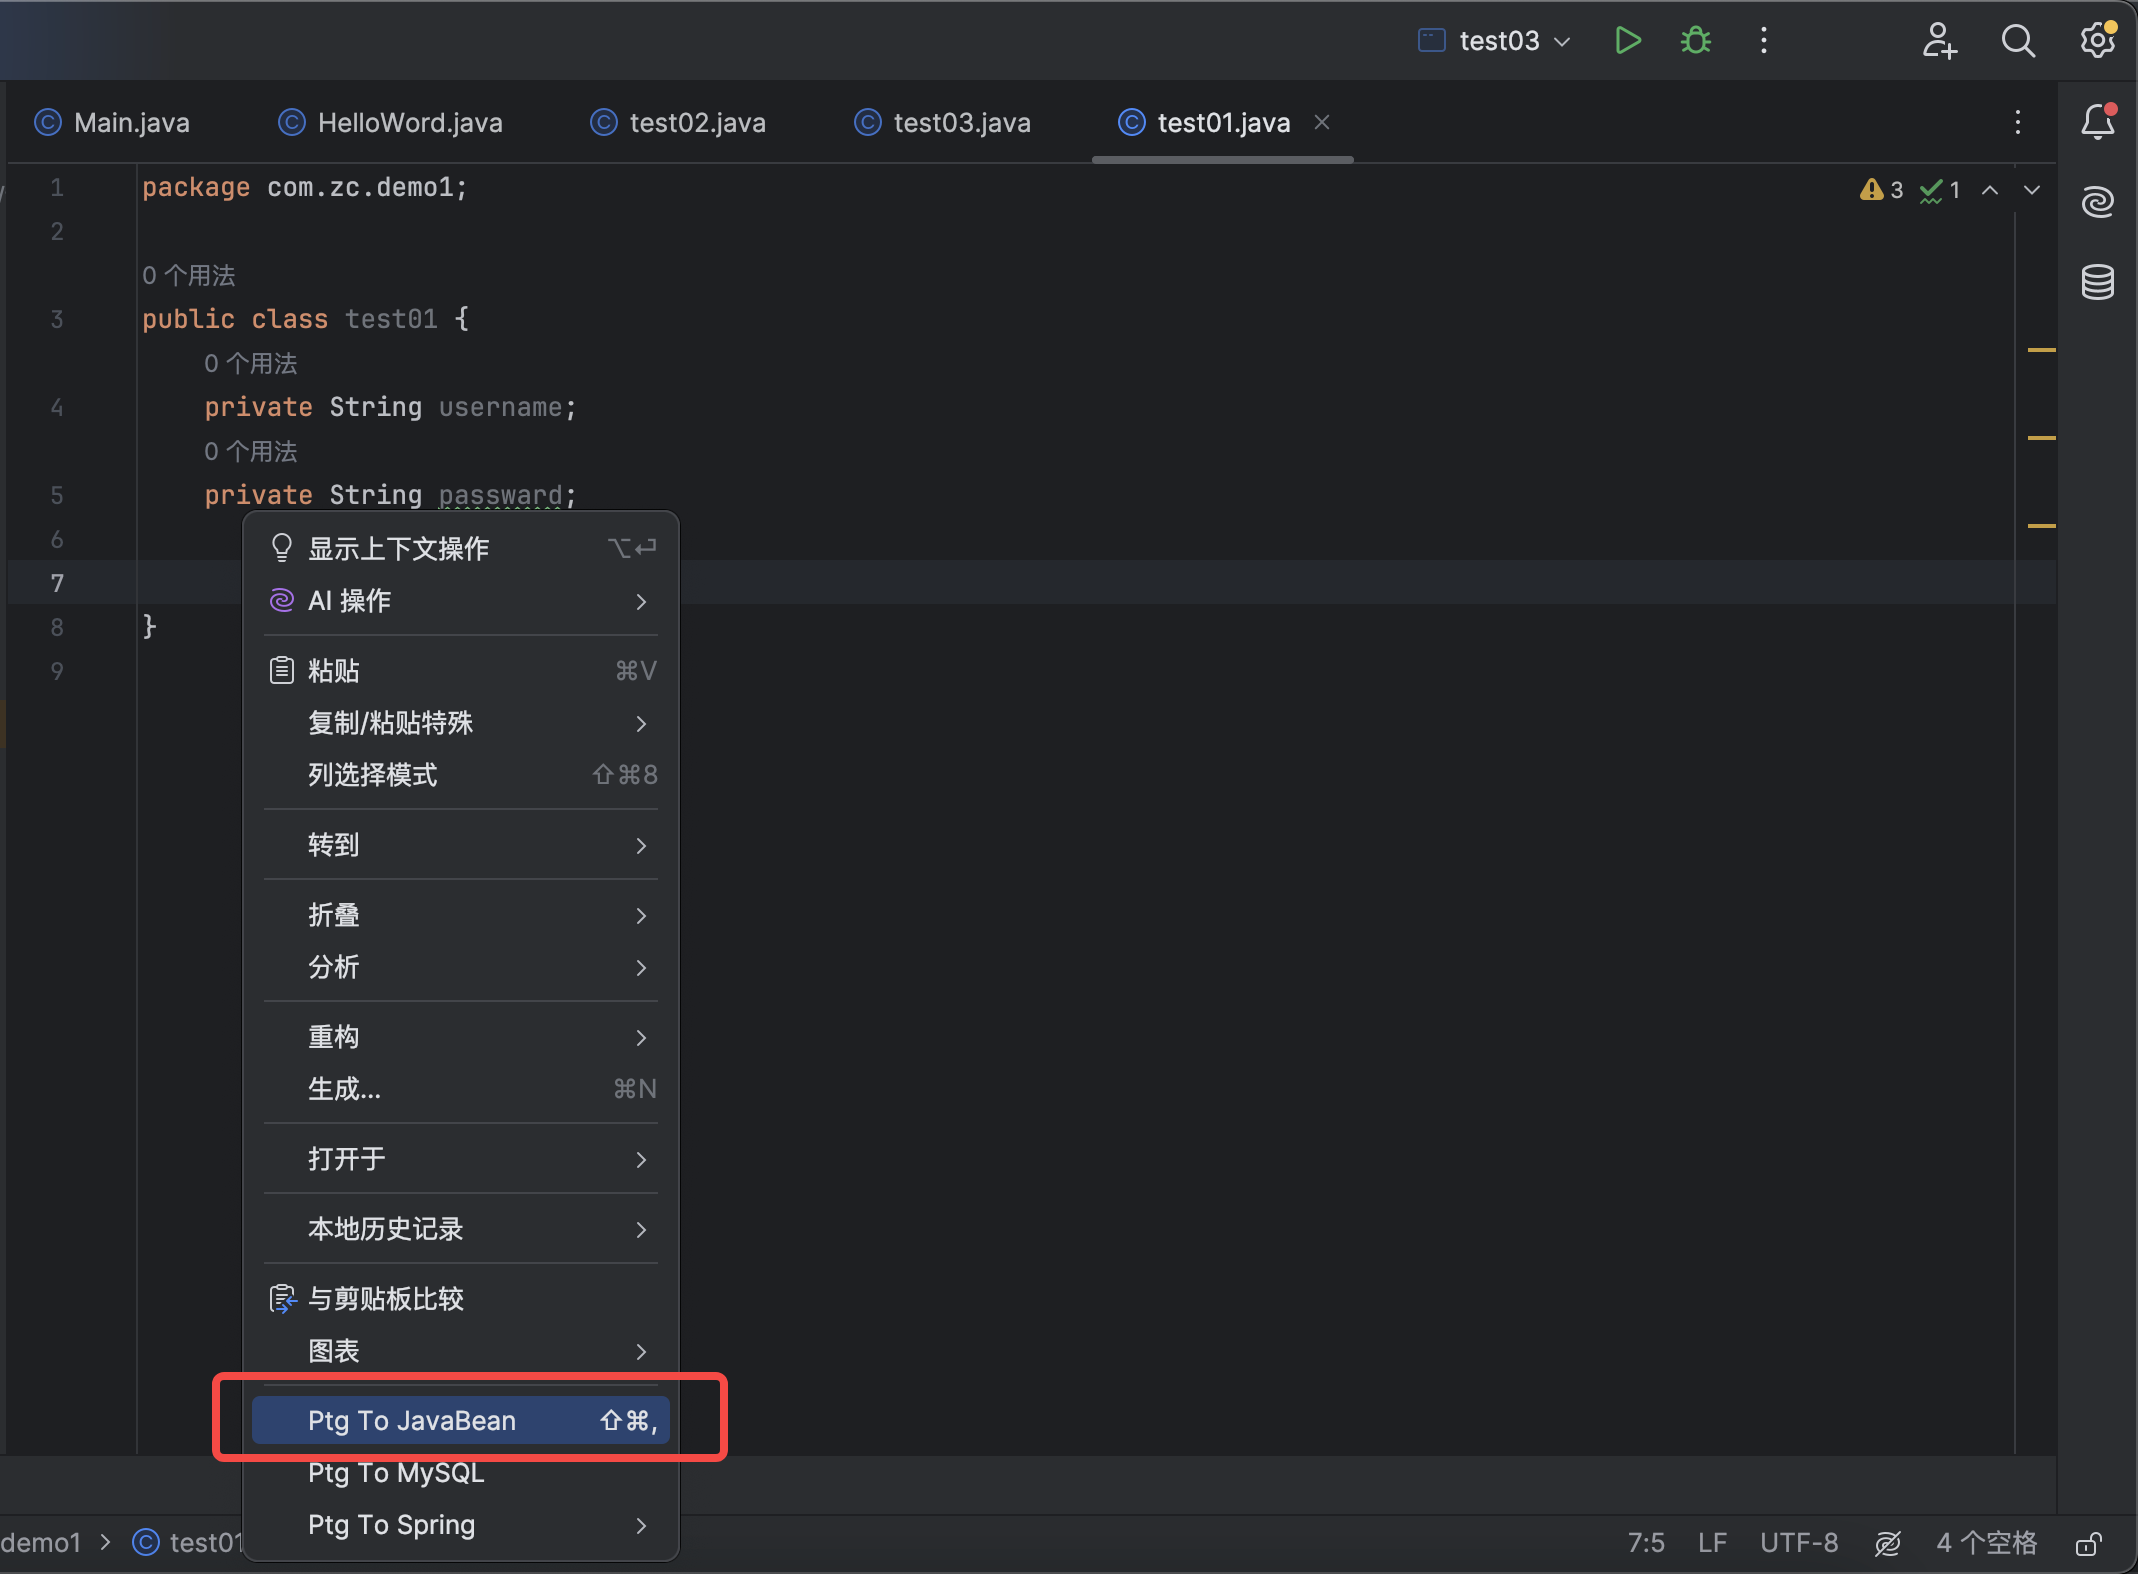 test03
Main.java
HelloWord.java
test02.java
test03.java
test01.java
3
1
1 package com.zc.demo1;
2
0 个用法
3 public class test01 {
0 个用法
4 private String username;
0 个用法
5 private String passward;
6
7
8 }
9
显示上下文操作 ⌥↩
AI 操作
粘贴 ⌘V
复制/粘贴特殊
列选择模式 ⇧⌘8
转到
折叠
分析
重构
生成... ⌘N
打开于
本地历史记录
与剪贴板比较
图表
Ptg To JavaBean ⇧⌘,
Ptg To MySQL
Ptg To Spring
demo1 > test01
7:5 LF UTF-8 4 个空格